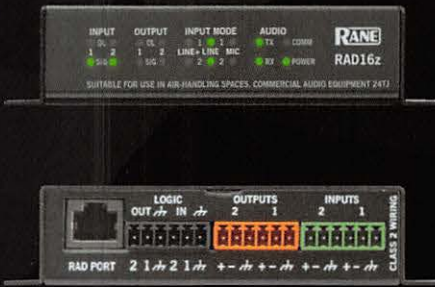 INPUT OUTPUT INPUT MODE AUDIO
OL OL 1 1 TX COMM RANE
1 2 1 2 LINE+ LINE MIC
SIG SIG 2 2 RX POWER RAD16z
SUITABLE FOR USE IN AIR-HANDLING SPACES. COMMERCIAL AUDIO EQUIPMENT 24TJ
LOGIC OUTPUTS INPUTS
OUT IN 2 1 2 1
RAD PORT 2 1 2 1 + - + - + - + -
CLASS 2 WIRING